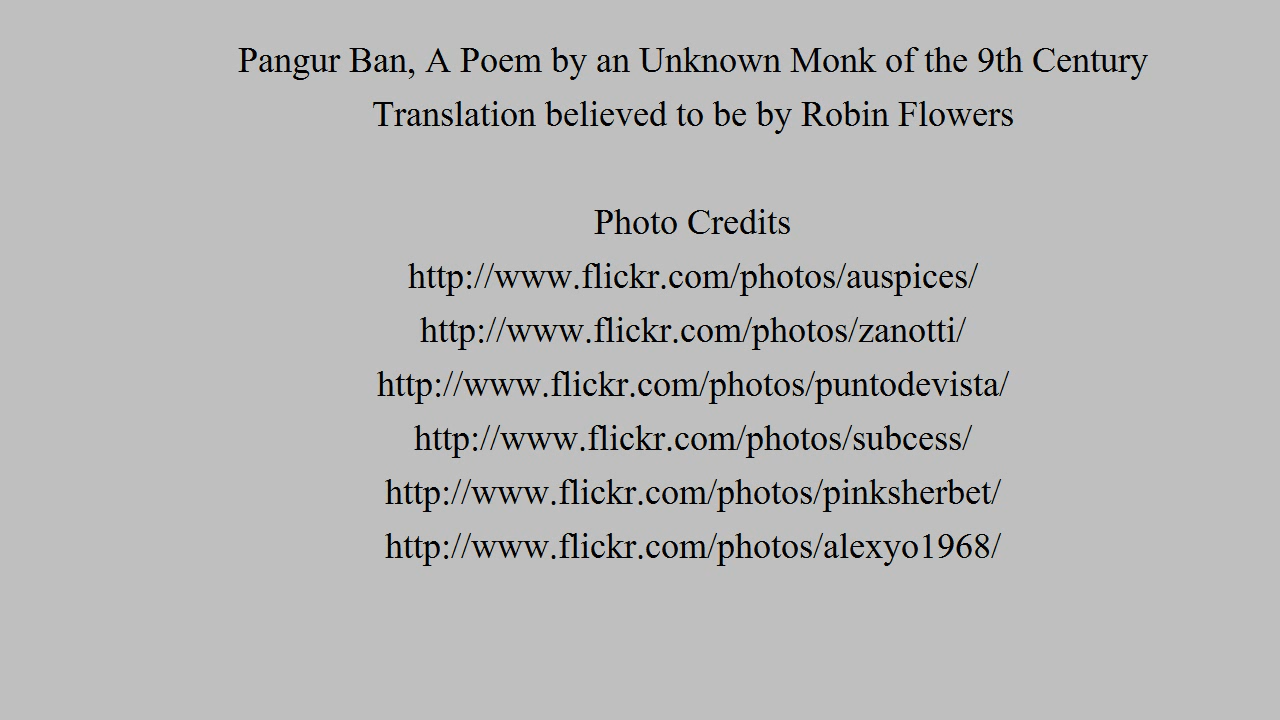 Pangur Ban, A Poem by an Unknown Monk of the 9th Century
Translation believed to be by Robin Flowers
Photo Credits
http://www.flickr.com/photos/auspices/
http://www.flickr.com/photos/zanotti/
http://www.flickr.com/photos/puntodevista/
http://www.flickr.com/photos/subcess/
http://www.flickr.com/photos/pinksherbet/
http://www.flickr.com/photos/alexyo1968/